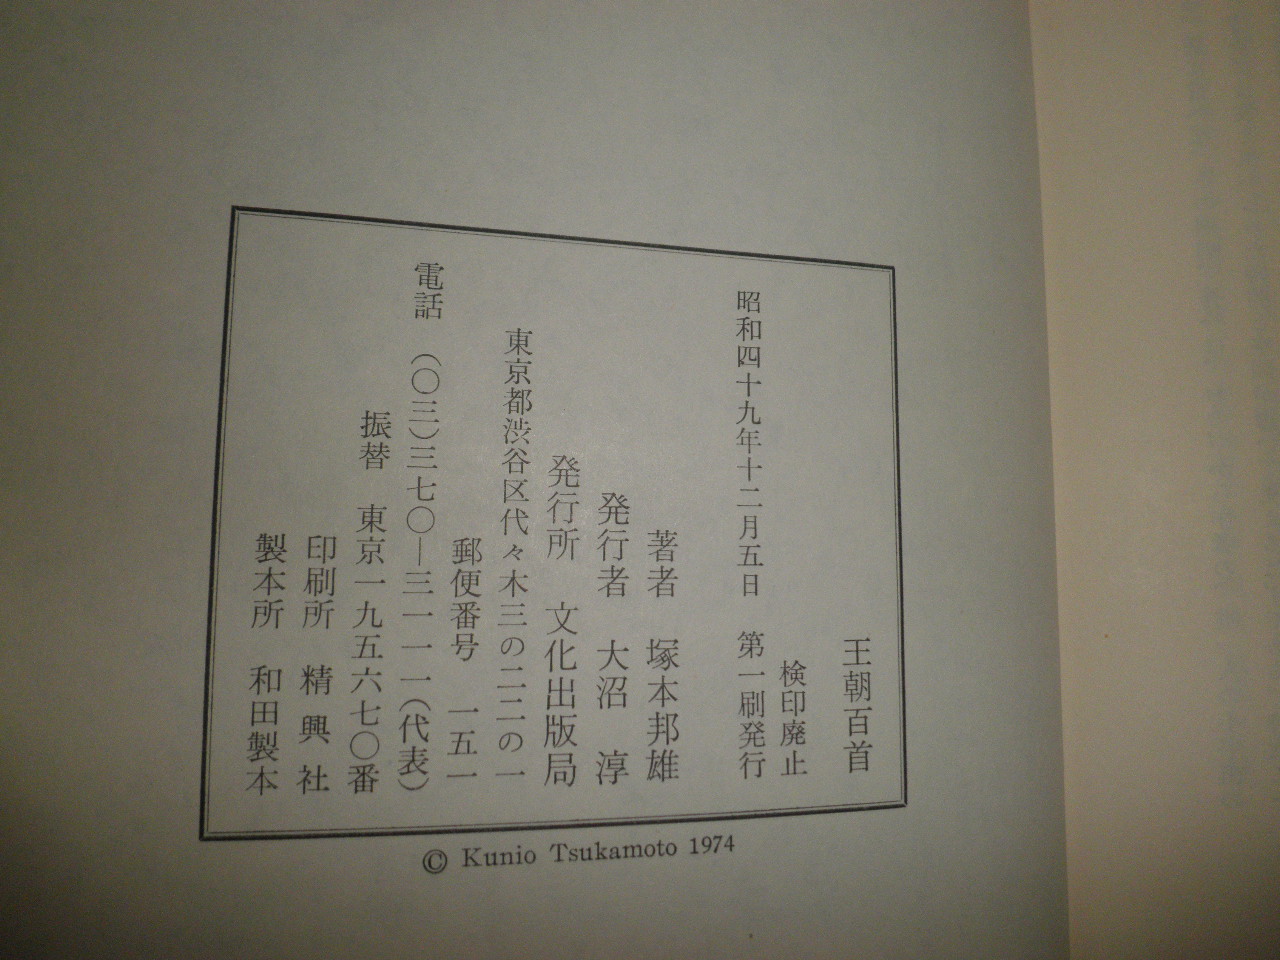 王朝百首
検印廃止
昭和四十九年十二月五日 第一刷発行
著者 塚本邦雄
発行者 大沼 淳
発行所 文化出版局
東京都渋谷区代々木三の二二の一
郵便番号 一五一
電話 (〇三)三七〇―三一一一(代表)
振替 東京一九五六七〇番
印刷所 精興社
製本所 和田製本
© Kunio Tsukamoto 1974